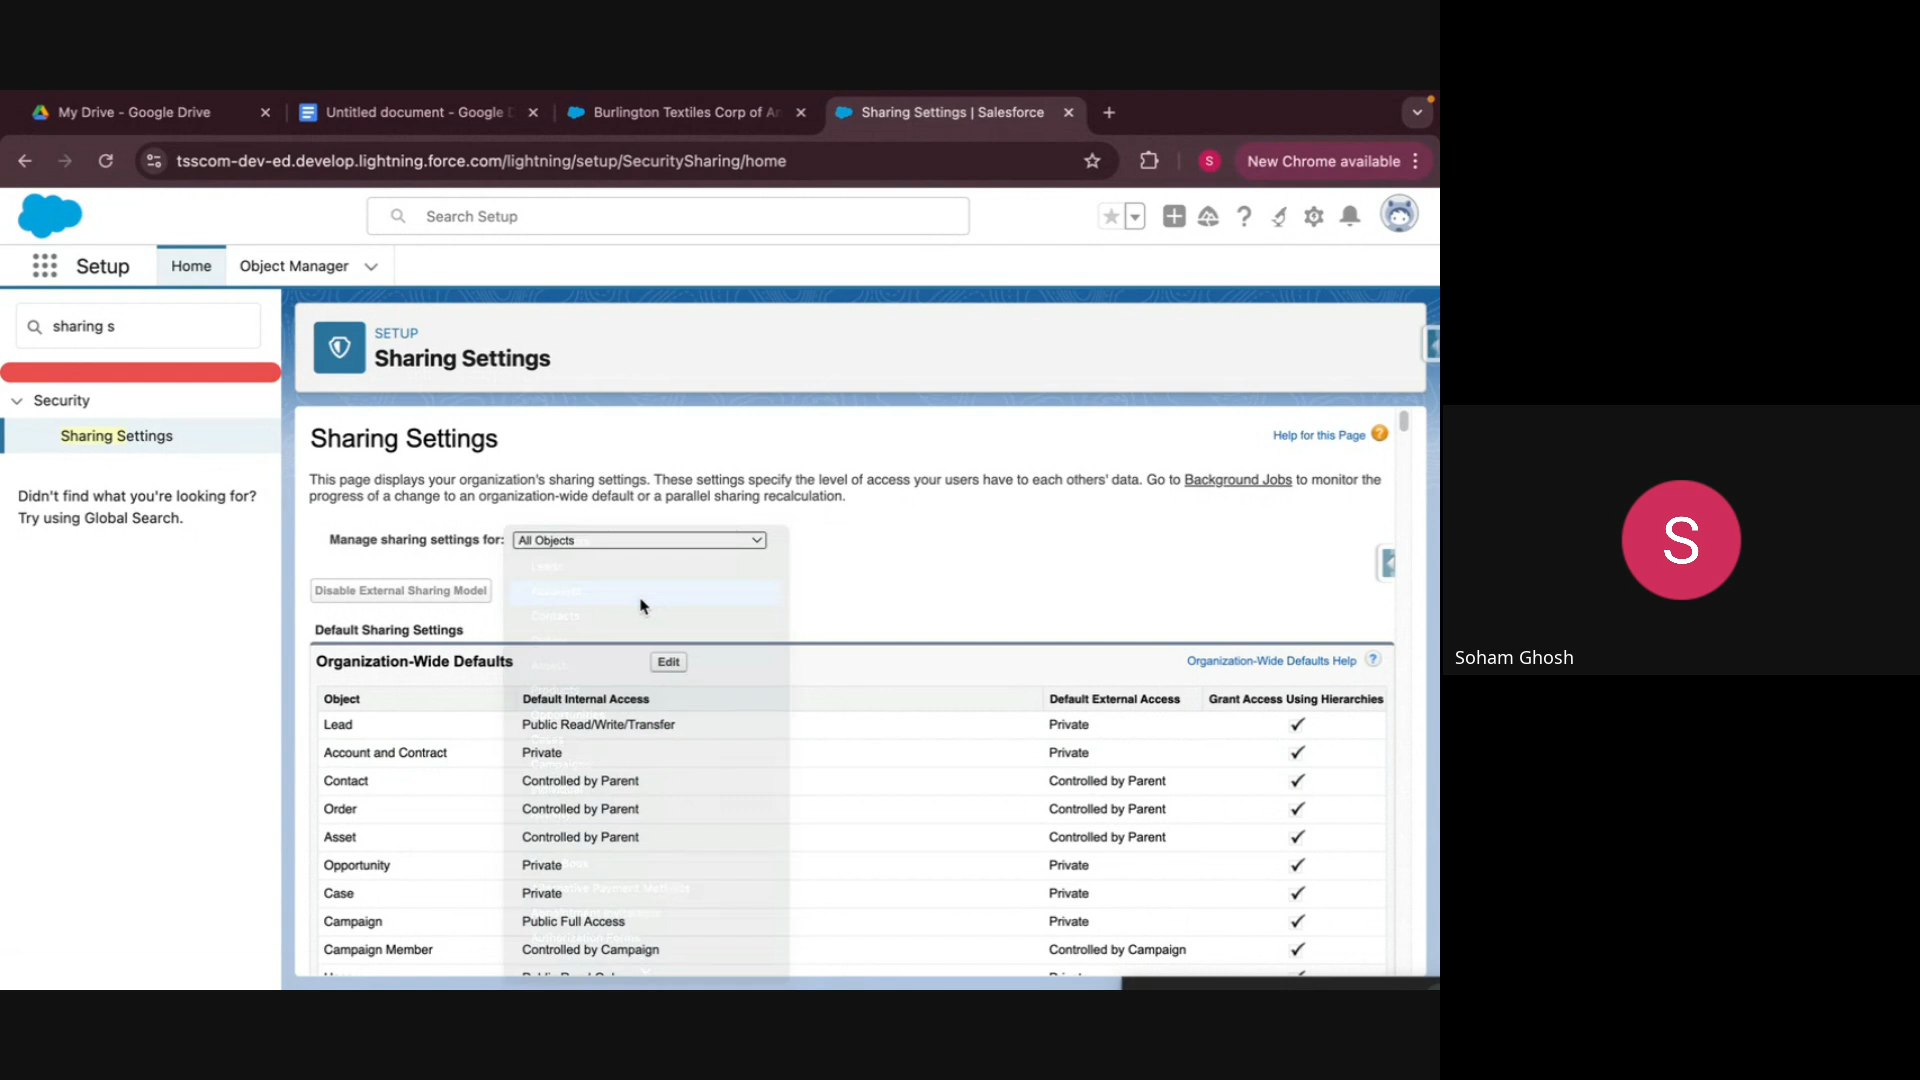 My Drive - Google Drive
Untitled document - Google D
Burlington Textiles Corp of Am
Sharing Settings | Salesforce
tsscom-dev-ed.develop.lightning.force.com/lightning/setup/SecuritySharing/home
S
New Chrome available
Search Setup
Setup
Home
Object Manager
sharing s
Security
Sharing Settings
Didn't find what you're looking for?
Try using Global Search.
SETUP
Sharing Settings
Sharing Settings
Help for this Page
This page displays your organization's sharing settings. These settings specify the level of access your users have to each others' data. Go to Background Jobs to monitor the
progress of a change to an organization-wide default or a parallel sharing recalculation.
Manage sharing settings for: All Objects
Disable External Sharing Model
Contacts
Default Sharing Settings
Organization-Wide Defaults Edit Organization-Wide Defaults Help ?
Object Default Internal Access Default External Access Grant Access Using Hierarchies
Lead Public Read/Write/Transfer Private
Account and Contract Private Private
Contact Controlled by Parent Controlled by Parent
Order Controlled by Parent Controlled by Parent
Asset Controlled by Parent Controlled by Parent
Opportunity Private Private
Case Private Private
Campaign Public Full Access Private
Campaign Member Controlled by Campaign Controlled by Campaign
S
Soham Ghosh